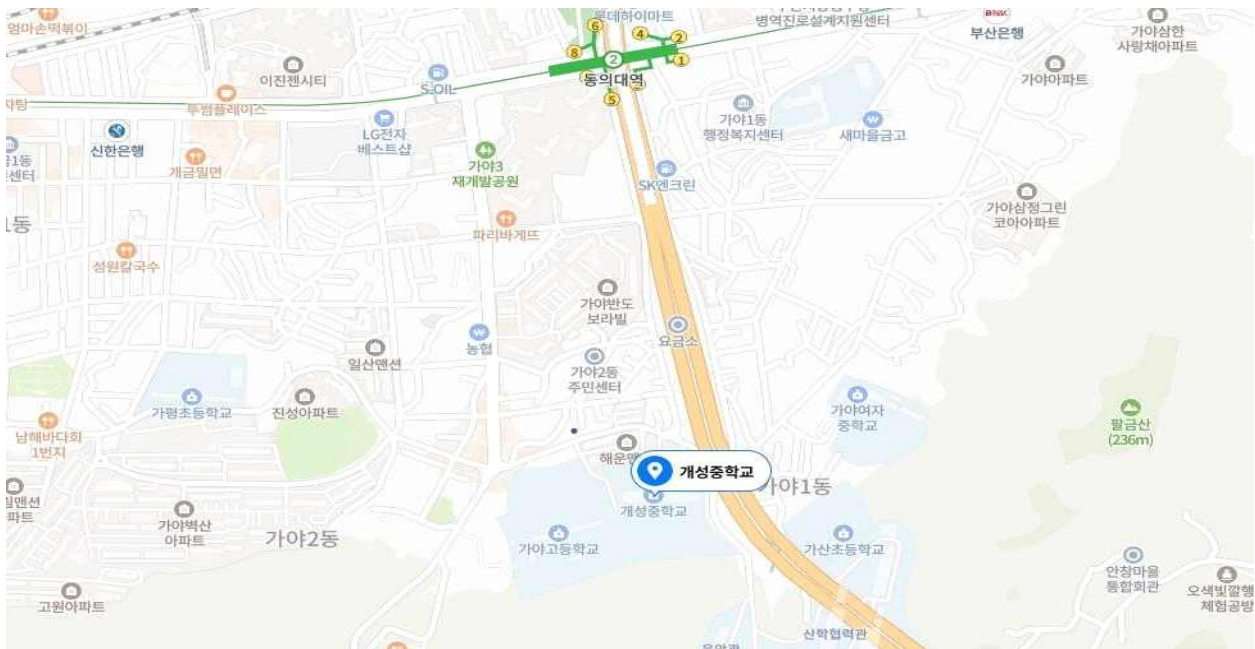 엄마손떡볶이
이진젠시티
투썸플레이스
S-OIL
신한은행
개금밀면
LG전자
베스트샵
가야3
재개발공원
롯데하이마트
6
4
2
8
1
5
2
동의대역
병역진로설계지원센터
BNK
부산은행
가야삼한
사랑채아파트
가야아파트
가야1동
행정복지센터
새마을금고
SK엔크린
가야삼정그린
코아아파트
파리바게뜨
성원칼국수
가야반도
보라빌
요금소
농협
일산맨션
가야2동
주민센터
가평초등학교
진성아파트
가야여자
중학교
팔금산
(236m)
남해바다회
1번지
해운맨
개성중학교
개성중학교
가야1동
가야벽산
아파트
가야2동
가야고등학교
가산초등학교
안창마을
통합회관
오색빛깔행
체험공방
고원아파트
산학협력관